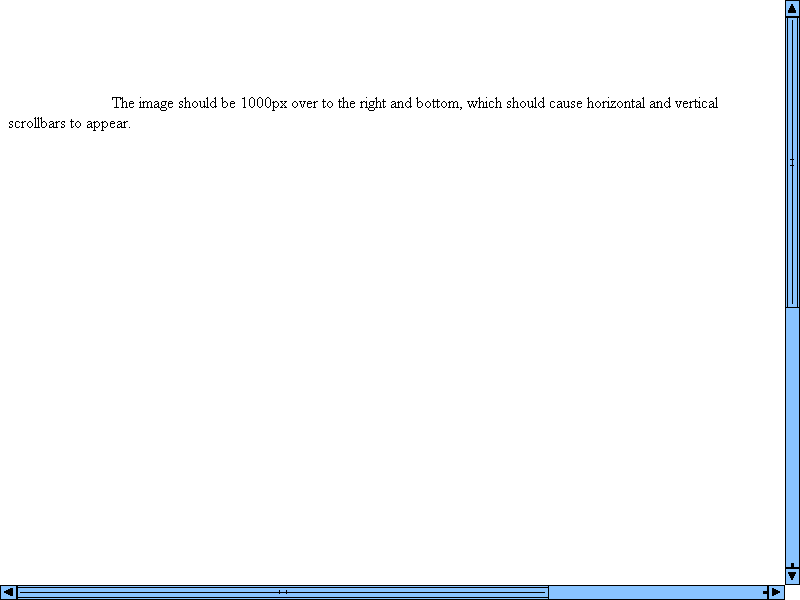 The image should be 1000px over to the right and bottom, which should cause horizontal and vertical
scrollbars to appear.